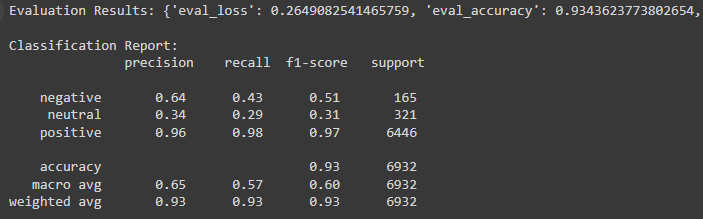 Evaluation Results: {'eval_loss': 0.2649082541465759, 'eval_accuracy': 0.9343623773802654,
Classification Report:
precision recall f1-score support
negative 0.64 0.43 0.51 165
neutral 0.34 0.29 0.31 321
positive 0.96 0.98 0.97 6446
accuracy 0.93 6932
macro avg 0.65 0.57 0.60 6932
weighted avg 0.93 0.93 0.93 6932